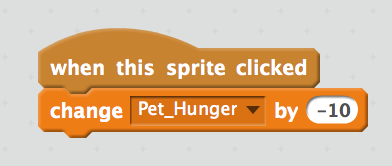 when this sprite clicked
change Pet_Hunger by -10